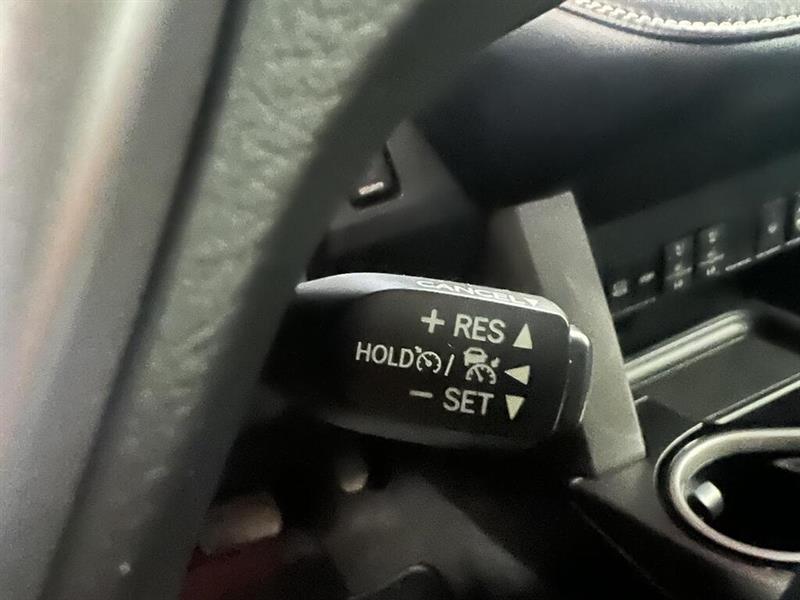 CANCEL
+ RES ▲
HOLD / ◀
− SET ▼